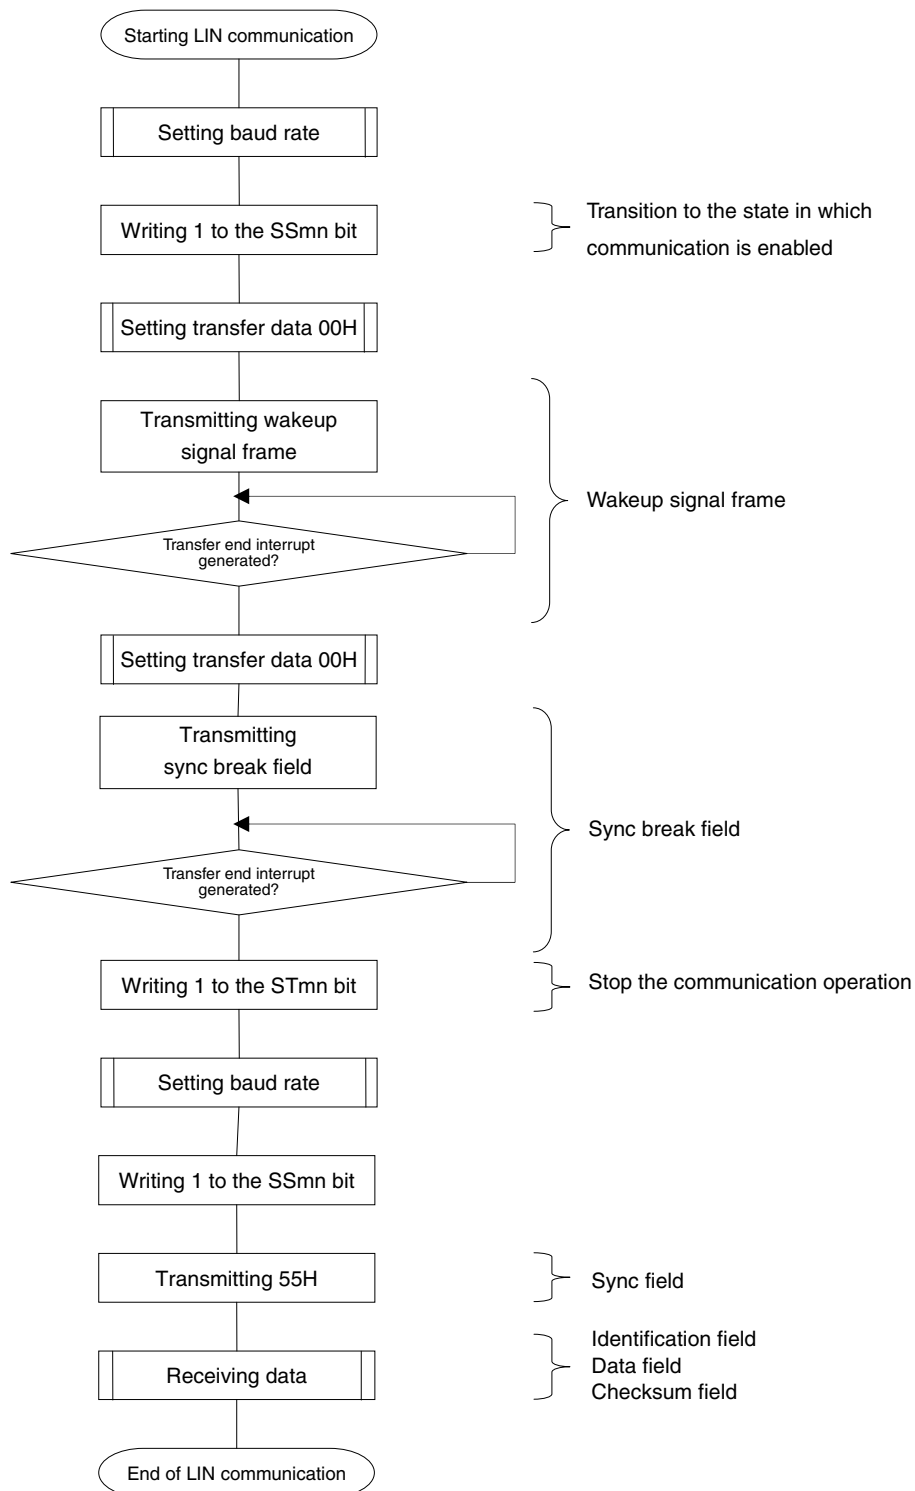 Starting LIN communication
Setting baud rate
Writing 1 to the SSmn bit
Transition to the state in which
communication is enabled
Setting transfer data 00H
Transmitting wakeup
signal frame
Wakeup signal frame
Transfer end interrupt
generated?
Setting transfer data 00H
Transmitting
sync break field
Sync break field
Transfer end interrupt
generated?
Writing 1 to the STmn bit
Stop the communication operation
Setting baud rate
Writing 1 to the SSmn bit
Transmitting 55H
Sync field
Receiving data
Identification field
Data field
Checksum field
End of LIN communication